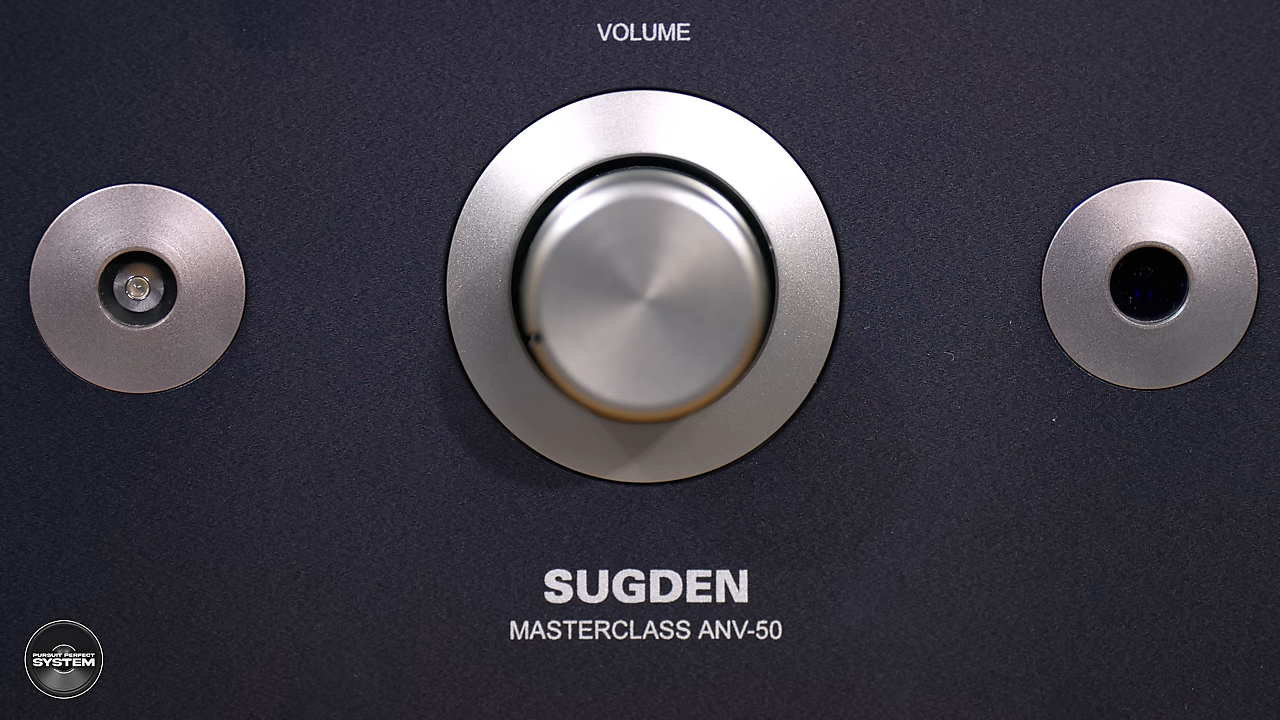 VOLUME
SUGDEN
MASTERCLASS ANV-50
PURSUIT PERFECT
SYSTEM